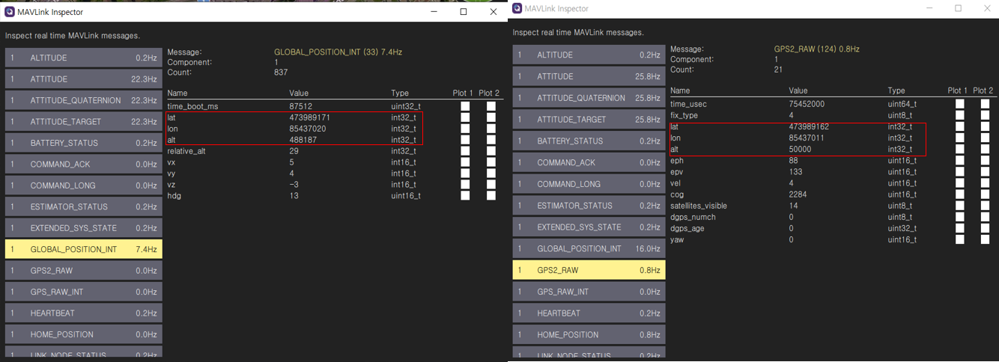 MAVLink Inspector
Inspect real time MAVLink messages.
1 ALTITUDE 0.2Hz
1 ATTITUDE 22.3Hz
1 ATTITUDE_QUATERNION 22.3Hz
1 ATTITUDE_TARGET 22.3Hz
1 BATTERY_STATUS 0.2Hz
1 COMMAND_ACK 0.0Hz
1 COMMAND_LONG 0.0Hz
1 ESTIMATOR_STATUS 0.2Hz
1 EXTENDED_SYS_STATE 0.2Hz
1 GLOBAL_POSITION_INT 7.4Hz
1 GPS2_RAW 0.0Hz
1 GPS_RAW_INT 0.0Hz
1 HEARTBEAT 0.2Hz
1 HOME_POSITION 0.0Hz
1 LINK_NODE_STATUS 0.2Hz
Message: GLOBAL_POSITION_INT (33) 7.4Hz
Component: 1
Count: 837
Name Value Type Plot 1 Plot 2
time_boot_ms 87512 uint32_t
lat 473989171 int32_t
lon 85437020 int32_t
alt 488187 int32_t
relative_alt 29 int32_t
vx 5 int16_t
vy 4 int16_t
vz -3 int16_t
hdg 13 uint16_t
MAVLink Inspector
Inspect real time MAVLink messages.
1 ALTITUDE 0.2Hz
1 ATTITUDE 25.8Hz
1 ATTITUDE_QUATERNION 25.8Hz
1 ATTITUDE_TARGET 25.8Hz
1 BATTERY_STATUS 0.2Hz
1 COMMAND_ACK 0.0Hz
1 COMMAND_LONG 0.0Hz
1 ESTIMATOR_STATUS 0.2Hz
1 EXTENDED_SYS_STATE 0.2Hz
1 GLOBAL_POSITION_INT 16.0Hz
1 GPS2_RAW 0.8Hz
1 GPS_RAW_INT 0.0Hz
1 HEARTBEAT 0.2Hz
1 HOME_POSITION 0.8Hz
1 LINK_NODE_STATUS 0.2Hz
Message: GPS2_RAW (124) 0.8Hz
Component: 1
Count: 21
Name Value Type Plot 1 Plot 2
time_usec 75452000 uint64_t
fix_type 4 uint8_t
lat 473989162 int32_t
lon 85437011 int32_t
alt 50000 int32_t
eph 88 uint16_t
epv 133 uint16_t
vel 4 uint16_t
cog 2284 uint16_t
satellites_visible 14 uint8_t
dgps_numch 0 uint8_t
dgps_age 0 uint32_t
yaw 0 uint16_t